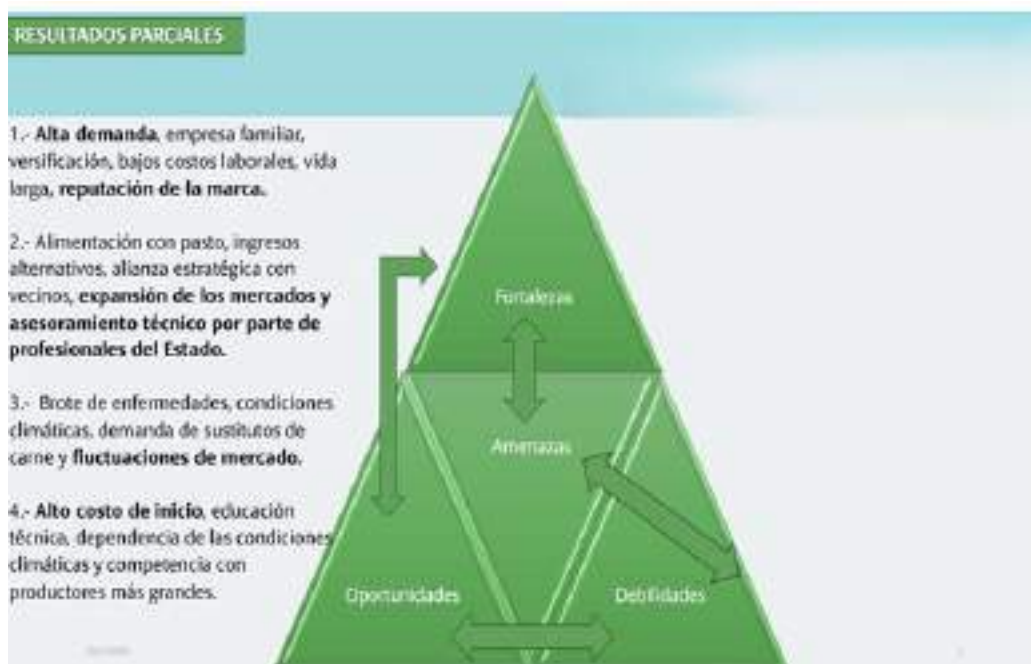 RESULTADOS PARCIALES
1.- Alta demanda, empresa familiar,
versificación, bajos costos laborales, vida
larga, reputación de la marca.
2.- Alimentación con pasto, ingresos
alternativos, alianza estratégica con
vecinos, expansión de los mercados y
asesoramiento técnico por parte de
profesionales del Estado.
3.- Brote de enfermedades, condiciones
climáticas, demanda de sustitutos de
carne y fluctuaciones de mercado.
4.- Alto costo de inicio, educación
técnica, dependencia de las condiciones
climáticas y competencia con
productores más grandes.
Fortalezas
Amenazas
Oportunidades
Debilidades